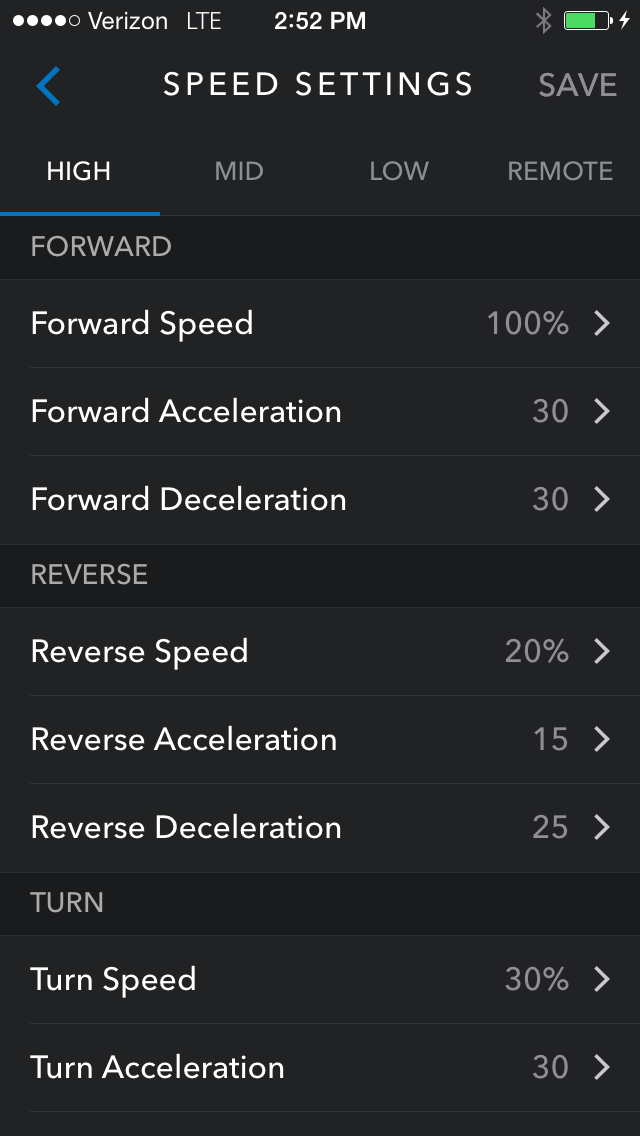 Verizon LTE 2:52 PM
SPEED SETTINGS SAVE
HIGH MID LOW REMOTE
FORWARD
Forward Speed 100%
Forward Acceleration 30
Forward Deceleration 30
REVERSE
Reverse Speed 20%
Reverse Acceleration 15
Reverse Deceleration 25
TURN
Turn Speed 30%
Turn Acceleration 30